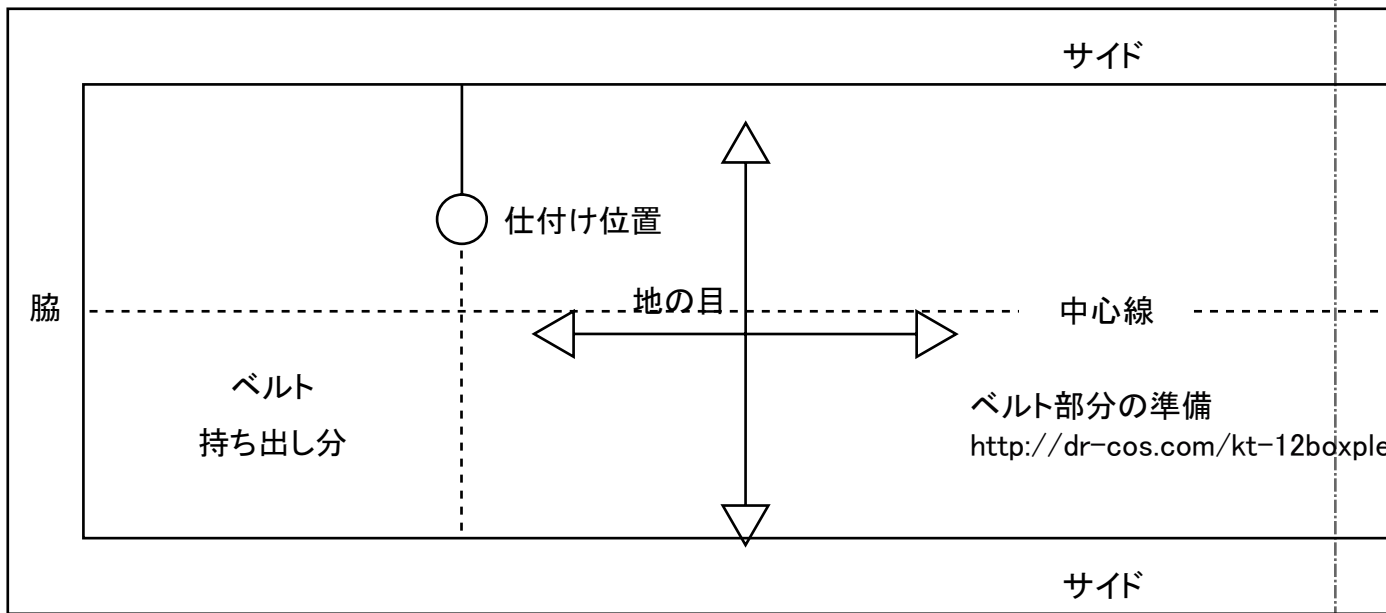 サイド
仕付け位置
地の目
脇
中心線
ベルト
持ち出し分
ベルト部分の準備
http://dr-cos.com/kt-12boxple
サイド